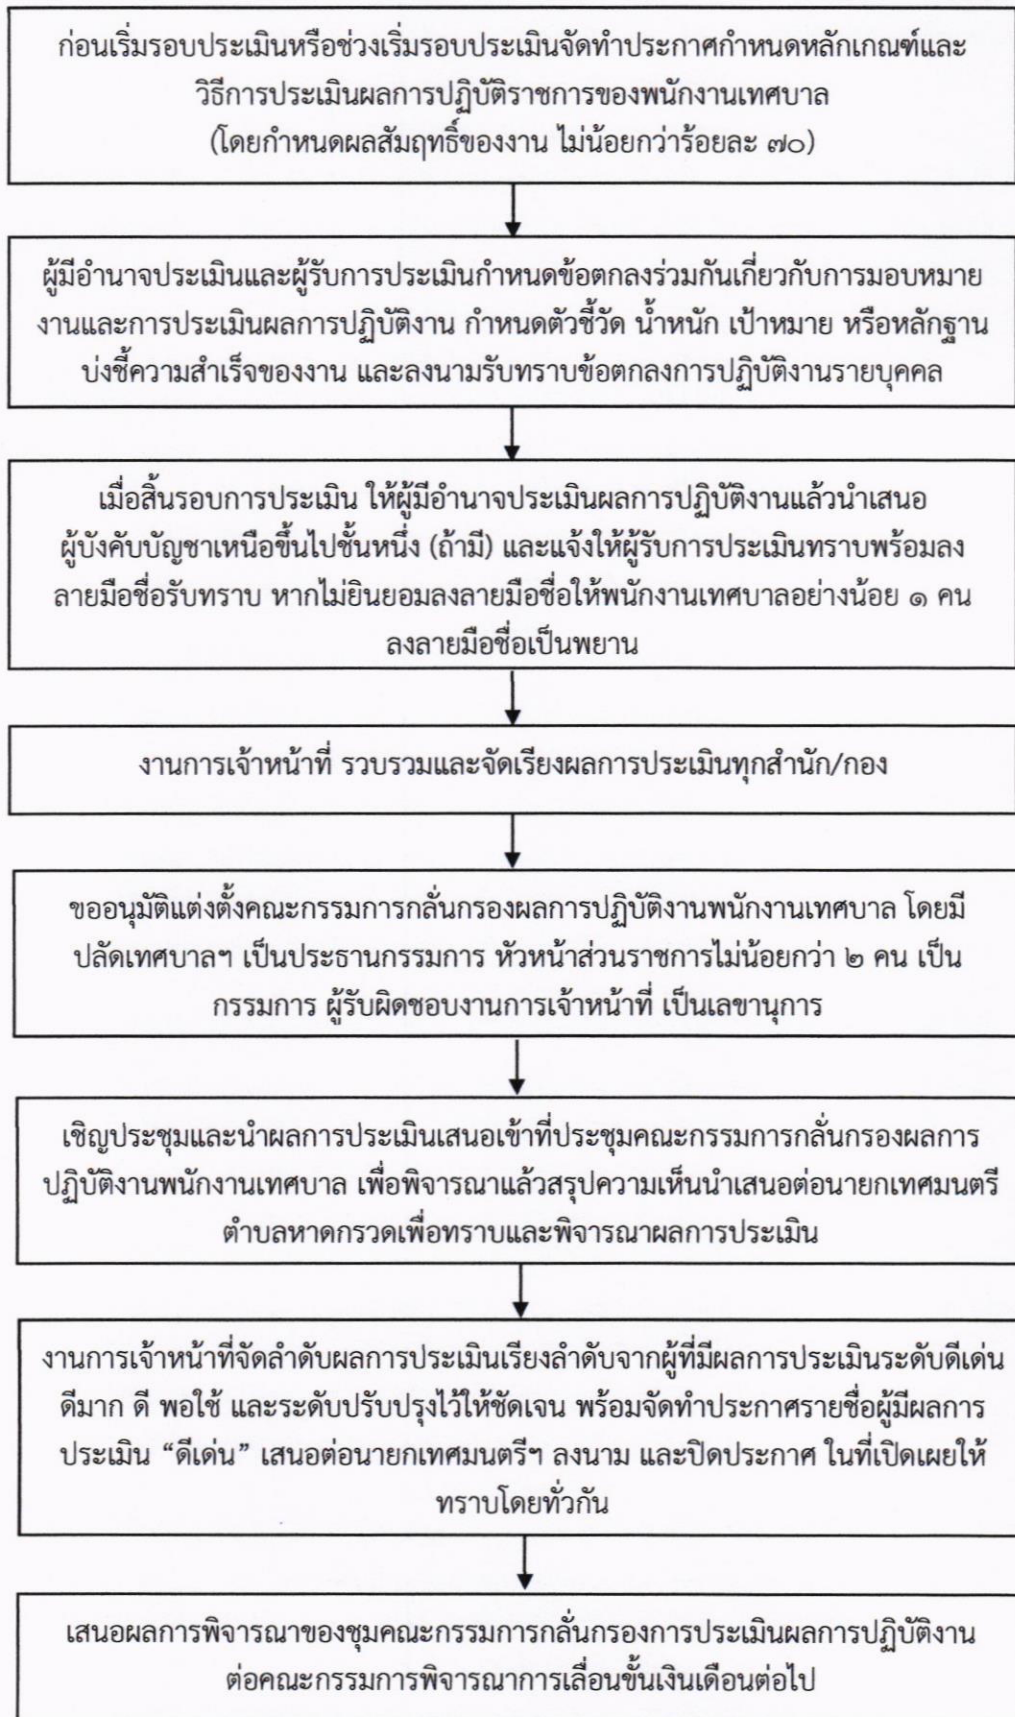 ก่อนเริ่มรอบประเมินหรือช่วงเริ่มรอบประเมินจัดทำประกาศกำหนดหลักเกณฑ์และ
วิธีการประเมินผลการปฏิบัติราชการของพนักงานเทศบาล
(โดยกำหนดผลสัมฤทธิ์ของงาน ไม่น้อยกว่าร้อยละ ๗๐)
ผู้มีอำนาจประเมินและผู้รับการประเมินกำหนดข้อตกลงร่วมกันเกี่ยวกับการมอบหมาย
งานและการประเมินผลการปฏิบัติงาน กำหนดตัวชี้วัด น้ำหนัก เป้าหมาย หรือหลักฐาน
บ่งชี้ความสำเร็จของงาน และลงนามรับทราบข้อตกลงการปฏิบัติงานรายบุคคล
เมื่อสิ้นรอบการประเมิน ให้ผู้มีอำนาจประเมินผลการปฏิบัติงานแล้วนำเสนอ
ผู้บังคับบัญชาเหนือขึ้นไปชั้นหนึ่ง (ถ้ามี) และแจ้งให้ผู้รับการประเมินทราบพร้อมลง
ลายมือชื่อรับทราบ หากไม่ยินยอมลงลายมือชื่อให้พนักงานเทศบาลอย่างน้อย ๑ คน
ลงลายมือชื่อเป็นพยาน
งานการเจ้าหน้าที่ รวบรวมและจัดเรียงผลการประเมินทุกสำนัก/กอง
ขออนุมัติแต่งตั้งคณะกรรมการกลั่นกรองผลการปฏิบัติงานพนักงานเทศบาล โดยมี
ปลัดเทศบาลฯ เป็นประธานกรรมการ หัวหน้าส่วนราชการไม่น้อยกว่า ๒ คน เป็น
กรรมการ ผู้รับผิดชอบงานการเจ้าหน้าที่ เป็นเลขานุการ
เชิญประชุมและนำผลการประเมินเสนอเข้าที่ประชุมคณะกรรมการกลั่นกรองผลการ
ปฏิบัติงานพนักงานเทศบาล เพื่อพิจารณาแล้วสรุปความเห็นนำเสนอต่อนายกเทศมนตรี
ตำบลหาดกรวดเพื่อทราบและพิจารณาผลการประเมิน
งานการเจ้าหน้าที่จัดลำดับผลการประเมินเรียงลำดับจากผู้ที่มีผลการประเมินระดับดีเด่น
ดีมาก ดี พอใช้ และระดับปรับปรุงไว้ให้ชัดเจน พร้อมจัดทำประกาศรายชื่อผู้มีผลการ
ประเมิน “ดีเด่น” เสนอต่อนายกเทศมนตรีฯ ลงนาม และปิดประกาศ ในที่เปิดเผยให้
ทราบโดยทั่วกัน
เสนอผลการพิจารณาของชุมคณะกรรมการกลั่นกรองการประเมินผลการปฏิบัติงาน
ต่อคณะกรรมการพิจารณาการเลื่อนขั้นเงินเดือนต่อไป